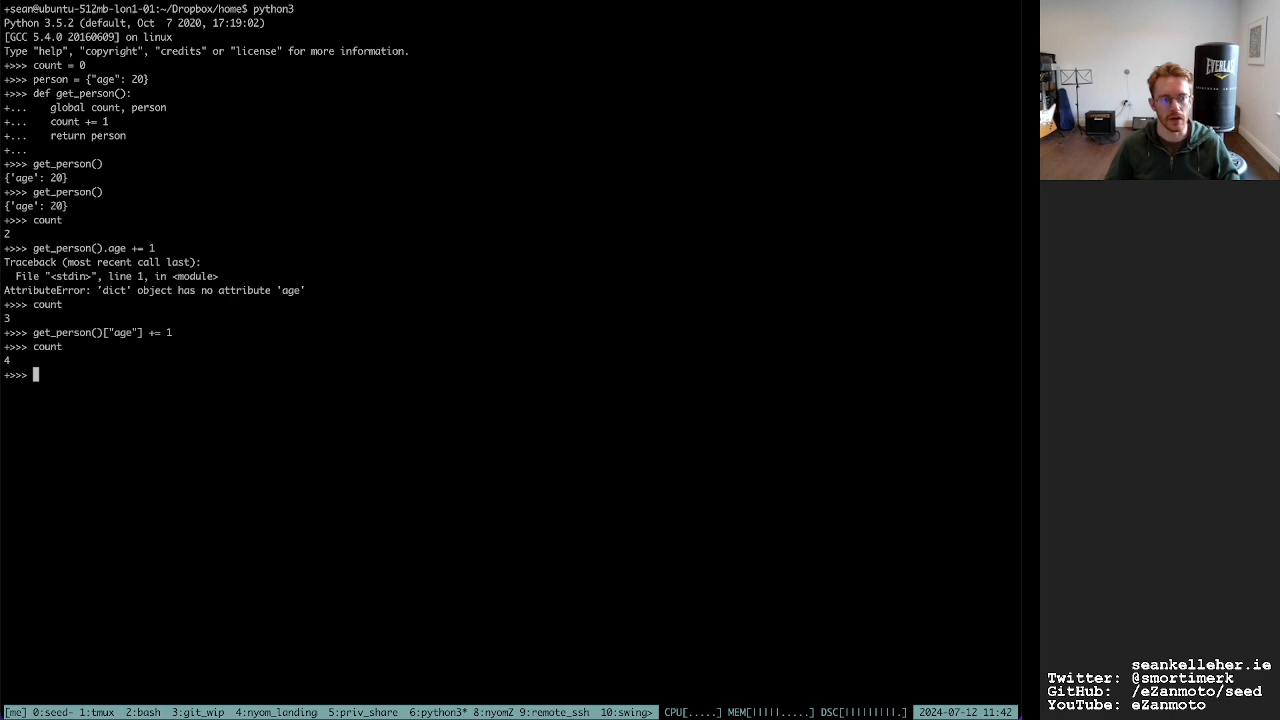 +sean@ubuntu-512mb-lon1-01:~/Dropbox/home$ python3
Python 3.5.2 (default, Oct  7 2020, 17:19:02)
[GCC 5.4.0 20160609] on linux
Type "help", "copyright", "credits" or "license" for more information.
+>>> count = 0
+>>> person = {"age": 20}
+>>> def get_person():
+...     global count, person
+...     count += 1
+...     return person
+...
+>>> get_person()
{'age': 20}
+>>> get_person()
{'age': 20}
+>>> count
2
+>>> get_person().age += 1
Traceback (most recent call last):
  File "<stdin>", line 1, in <module>
AttributeError: 'dict' object has no attribute 'age'
+>>> count
3
+>>> get_person()["age"] += 1
+>>> count
4
+>>>
EVERLAST
seankelleher.ie
Twitter: @smortimerk
GitHub: /eZanmoto/seed
YouTube: eZanmoto
[me] 0:seed- 1:tmux  2:bash  3:git_wip  4:nyom_landing  5:priv_share  6:python3* 8:nyom2 9:remote_ssh  10:swing> CPU[.....] MEM[|||||.....] DSC[|||||||||.] 2024-07-12 11:42